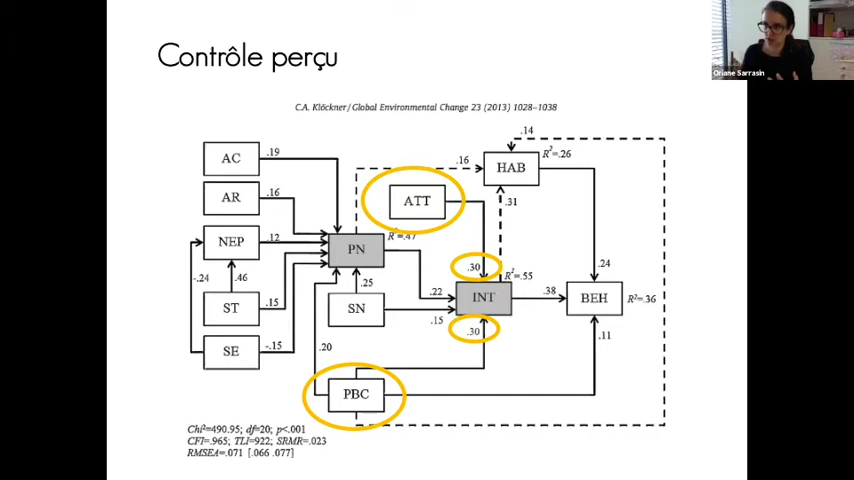 Contrôle perçu
Oriane Sarrasin
C.A. Klöckner / Global Environmental Change 23 (2013) 1028–1038
.14
AC
.19
.16
HAB
R²=.26
AR
.16
ATT
.31
NEP
.12
PN
R²=.47
-.24
.46
.25
.30
R²=.55
.24
ST
.15
SN
.22
INT
.38
BEH
R²=.36
.15
.30
.11
SE
-.15
.20
PBC
Chi²=490.95; df=20; p<.001
CFI=.965; TLI=922; SRMR=.023
RMSEA=.071 [.066 .077]